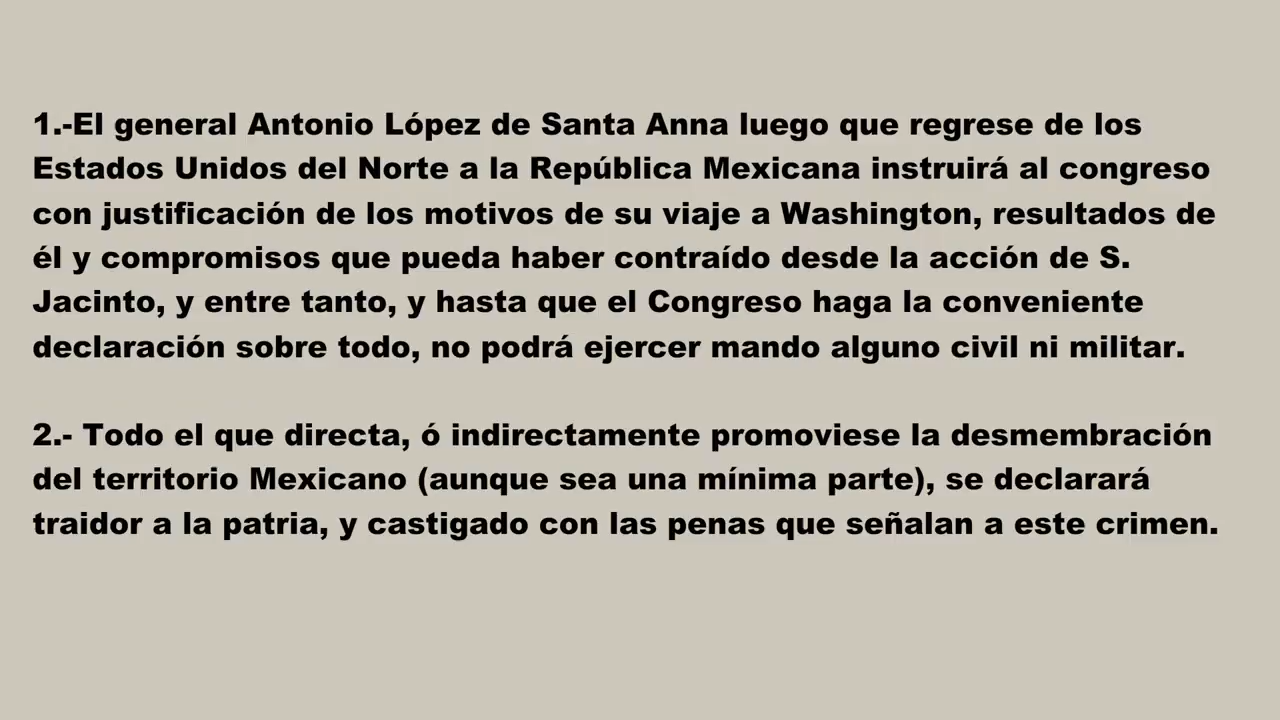 1.-El general Antonio López de Santa Anna luego que regrese de los
Estados Unidos del Norte a la República Mexicana instruirá al congreso
con justificación de los motivos de su viaje a Washington, resultados de
él y compromisos que pueda haber contraído desde la acción de S.
Jacinto, y entre tanto, y hasta que el Congreso haga la conveniente
declaración sobre todo, no podrá ejercer mando alguno civil ni militar.
2.- Todo el que directa, ó indirectamente promoviese la desmembración
del territorio Mexicano (aunque sea una mínima parte), se declarará
traidor a la patria, y castigado con las penas que señalan a este crimen.